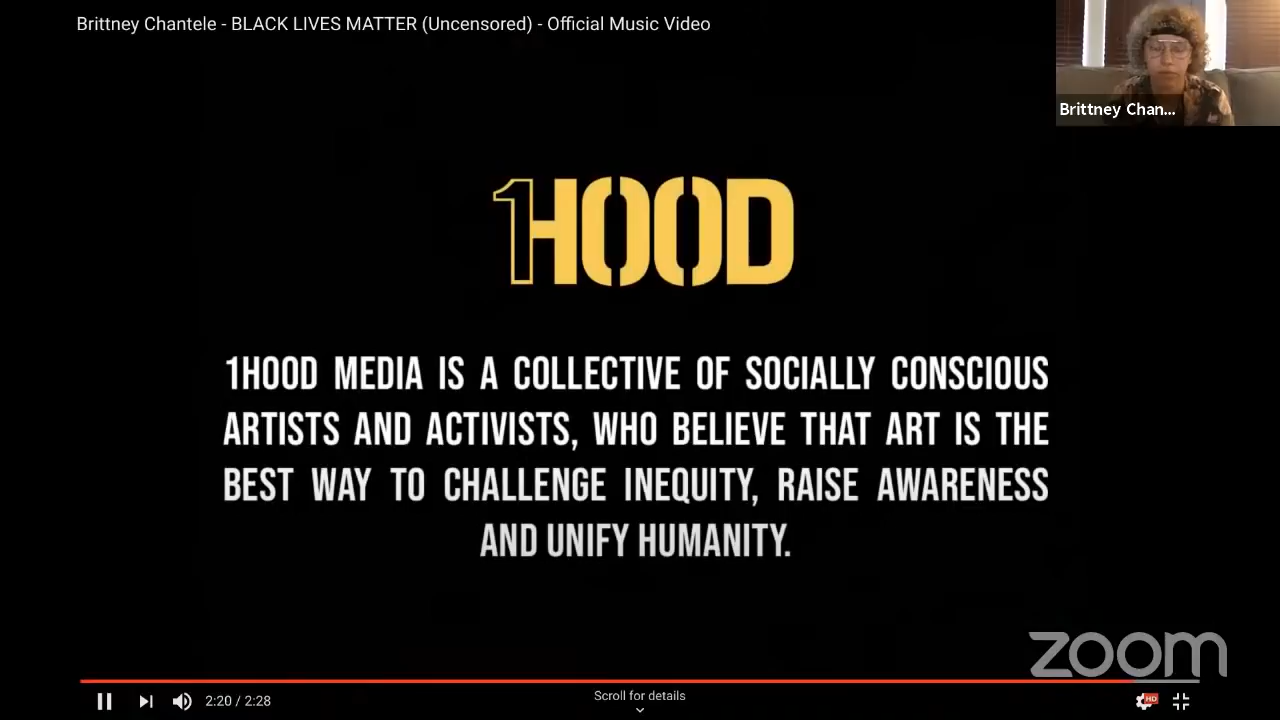 Brittney Chantele - BLACK LIVES MATTER (Uncensored) - Official Music Video
Brittney Chan...
1HOOD
1HOOD MEDIA IS A COLLECTIVE OF SOCIALLY CONSCIOUS
ARTISTS AND ACTIVISTS, WHO BELIEVE THAT ART IS THE
BEST WAY TO CHALLENGE INEQUITY, RAISE AWARENESS
AND UNIFY HUMANITY.
zoom
2:20 / 2:28
Scroll for details
HD